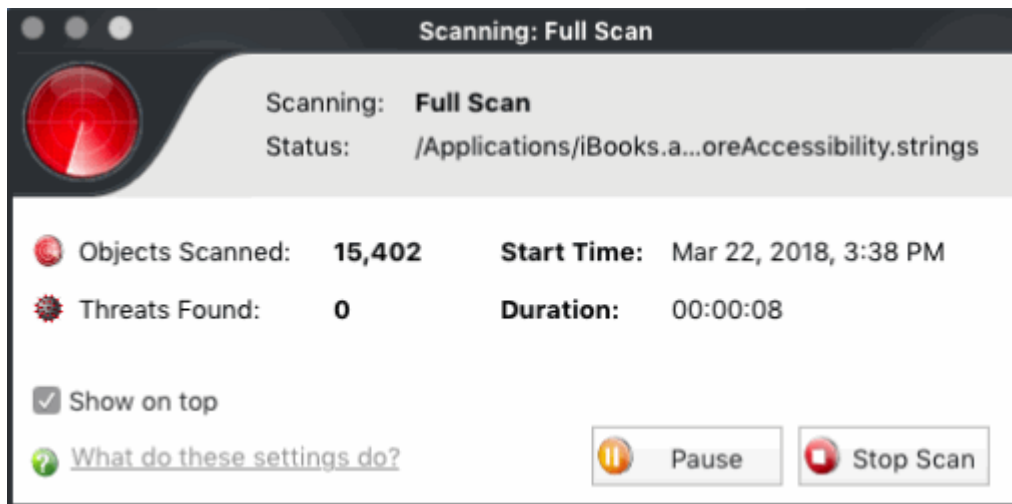 Scanning: Full Scan
Scanning: Full Scan
Status: /Applications/iBooks.a...oreAccessibility.strings
Objects Scanned: 15,402 Start Time: Mar 22, 2018, 3:38 PM
Threats Found: 0 Duration: 00:00:08
Show on top
What do these settings do? Pause Stop Scan